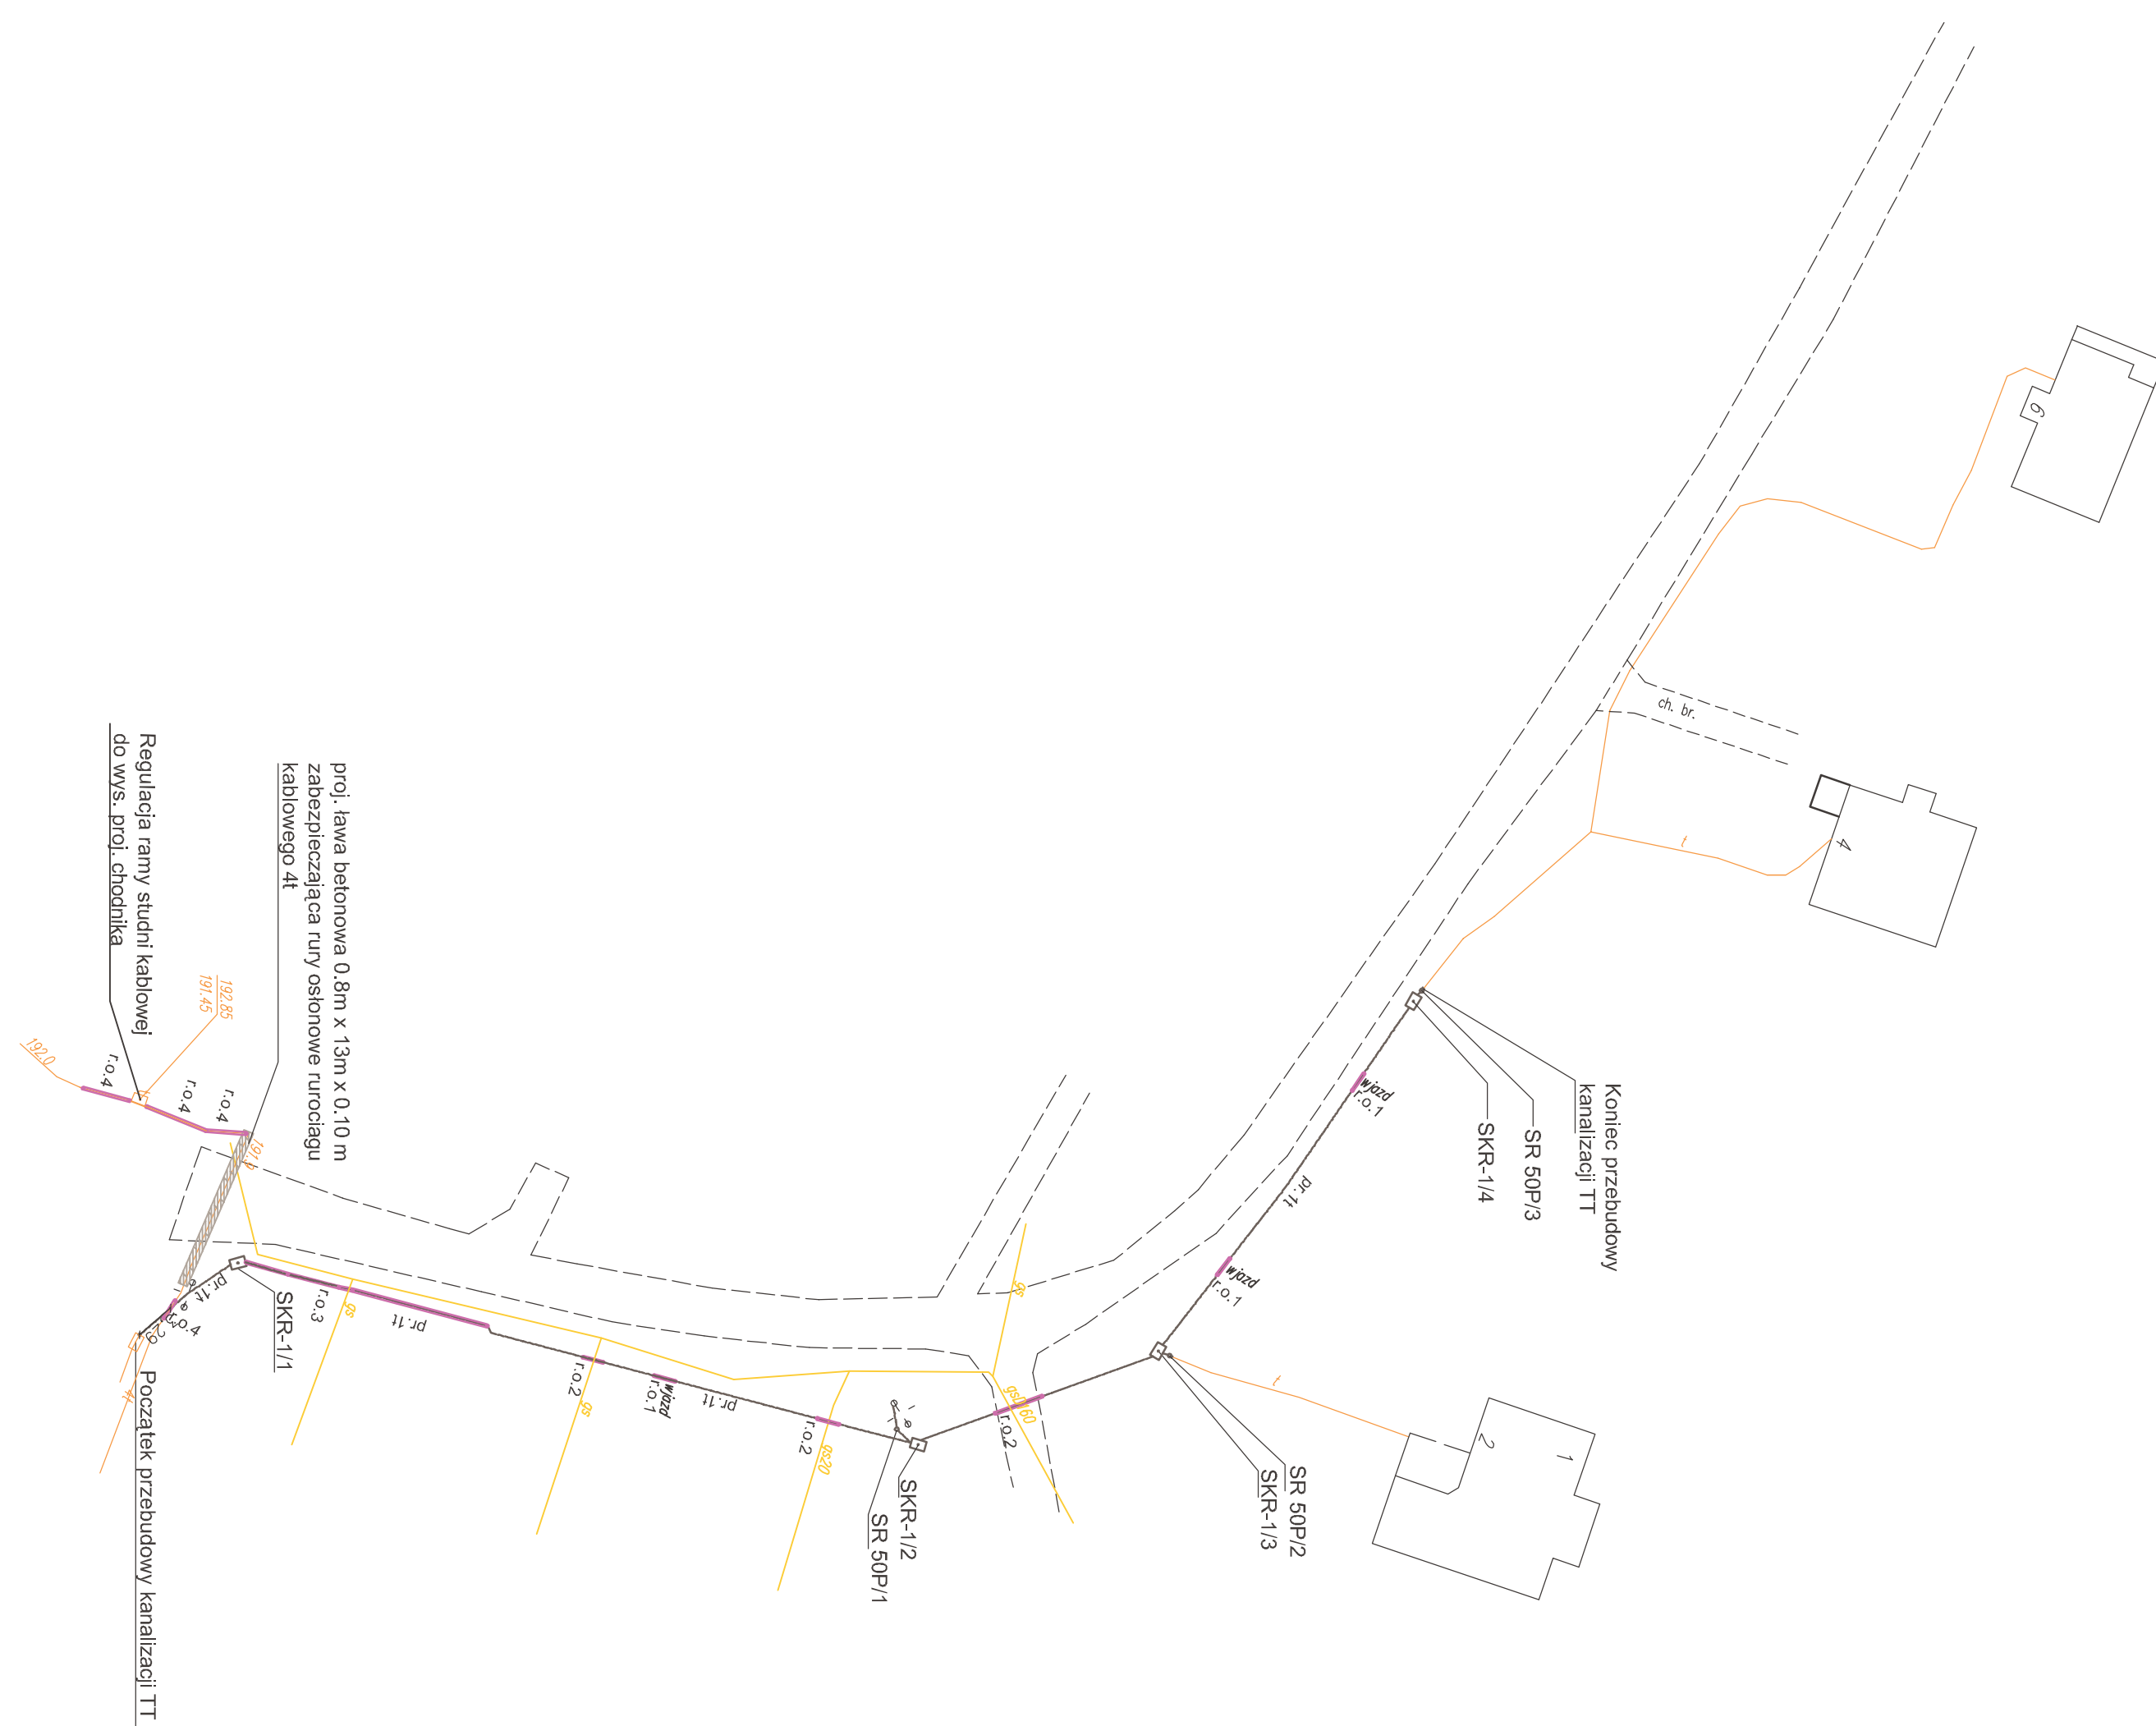 6
ch. br.
t
4
Regulacja ramy studni kablowej
do wys. proj. chodnika
proj. ława betonowa 0.8m x 13m x 0.10 m
zabezpieczająca rury osłonowe rurociągu
kablowego 4t
192.85
191.45
192.0
r.o.4
r.o.4
r.o.4
Koniec przebudowy
kanalizacji TT
SR 50P/3
SKR-1/4
wjazd
r.o.1
pr.1t
wjazd
r.o.1
gs
pr.1t
r.o.4
SKR-1/1
r.o.3
gs
pr.1t
r.o.2
gs
wjazd
r.o.1
pr.1t
r.o.2
gs20
gsD160
r.o.2
t
2
1
SR 50P/2
SKR-1/3
SKR-1/2
SR 50P/1
4t
Początek przebudowy kanalizacji TT